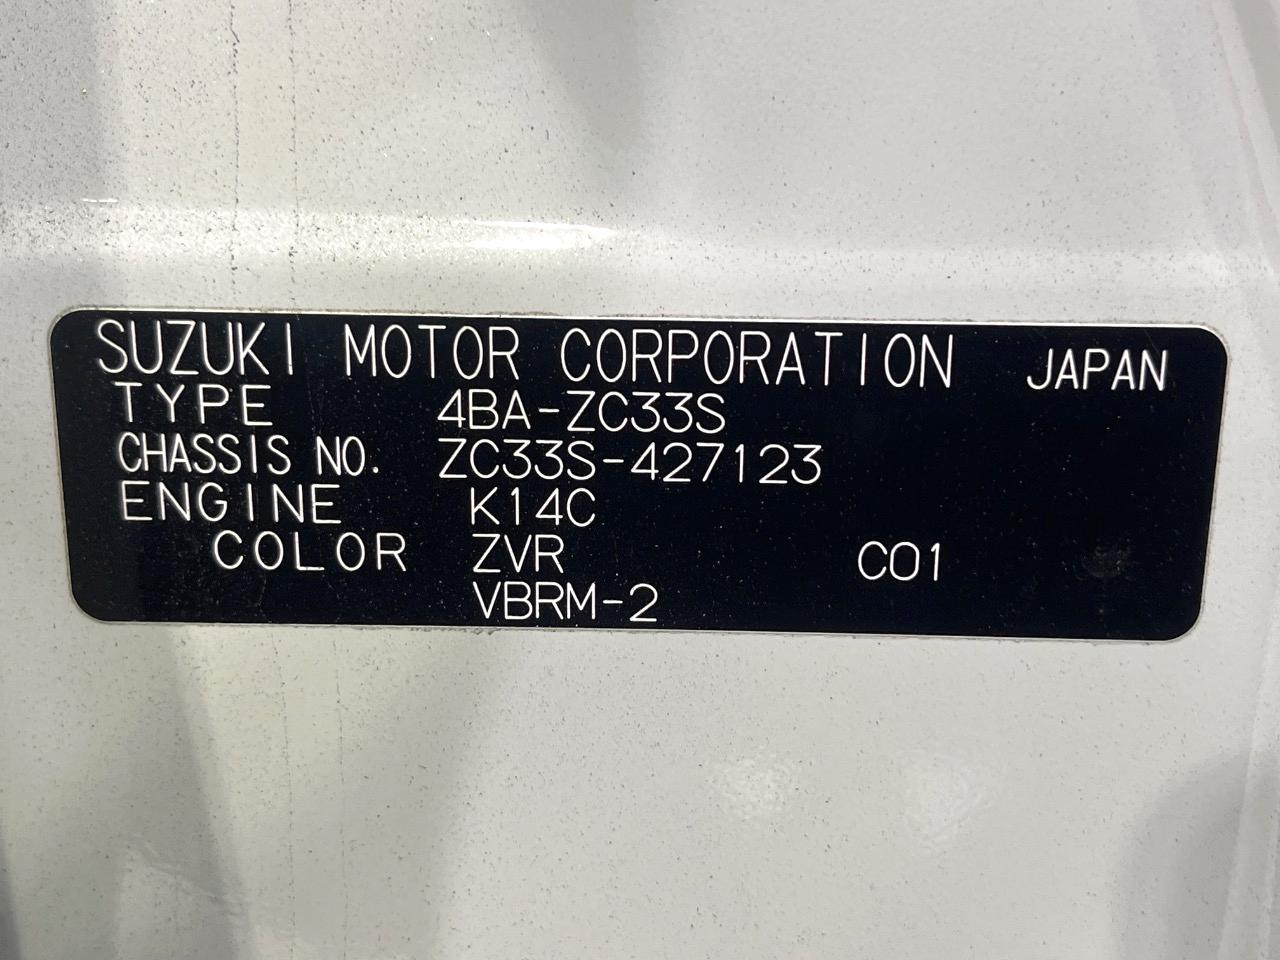 SUZUKI MOTOR CORPORATION JAPAN
TYPE 4BA-ZC33S
CHASSIS NO. ZC33S-427123
ENGINE K14C
COLOR ZVR C01
VBRM-2